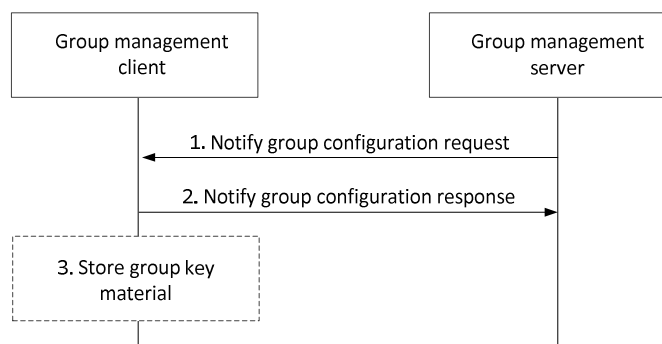 Group management
client
Group management
server
1. Notify group configuration request
2. Notify group configuration response
3. Store group key
material